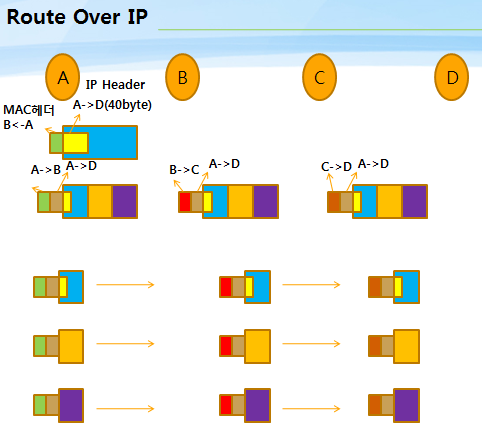 Route Over IP
A
B
C
D
IP Header
A->D(40byte)
MAC헤더
B<-A
A->B
A->D
B->C
A->D
C->D
A->D